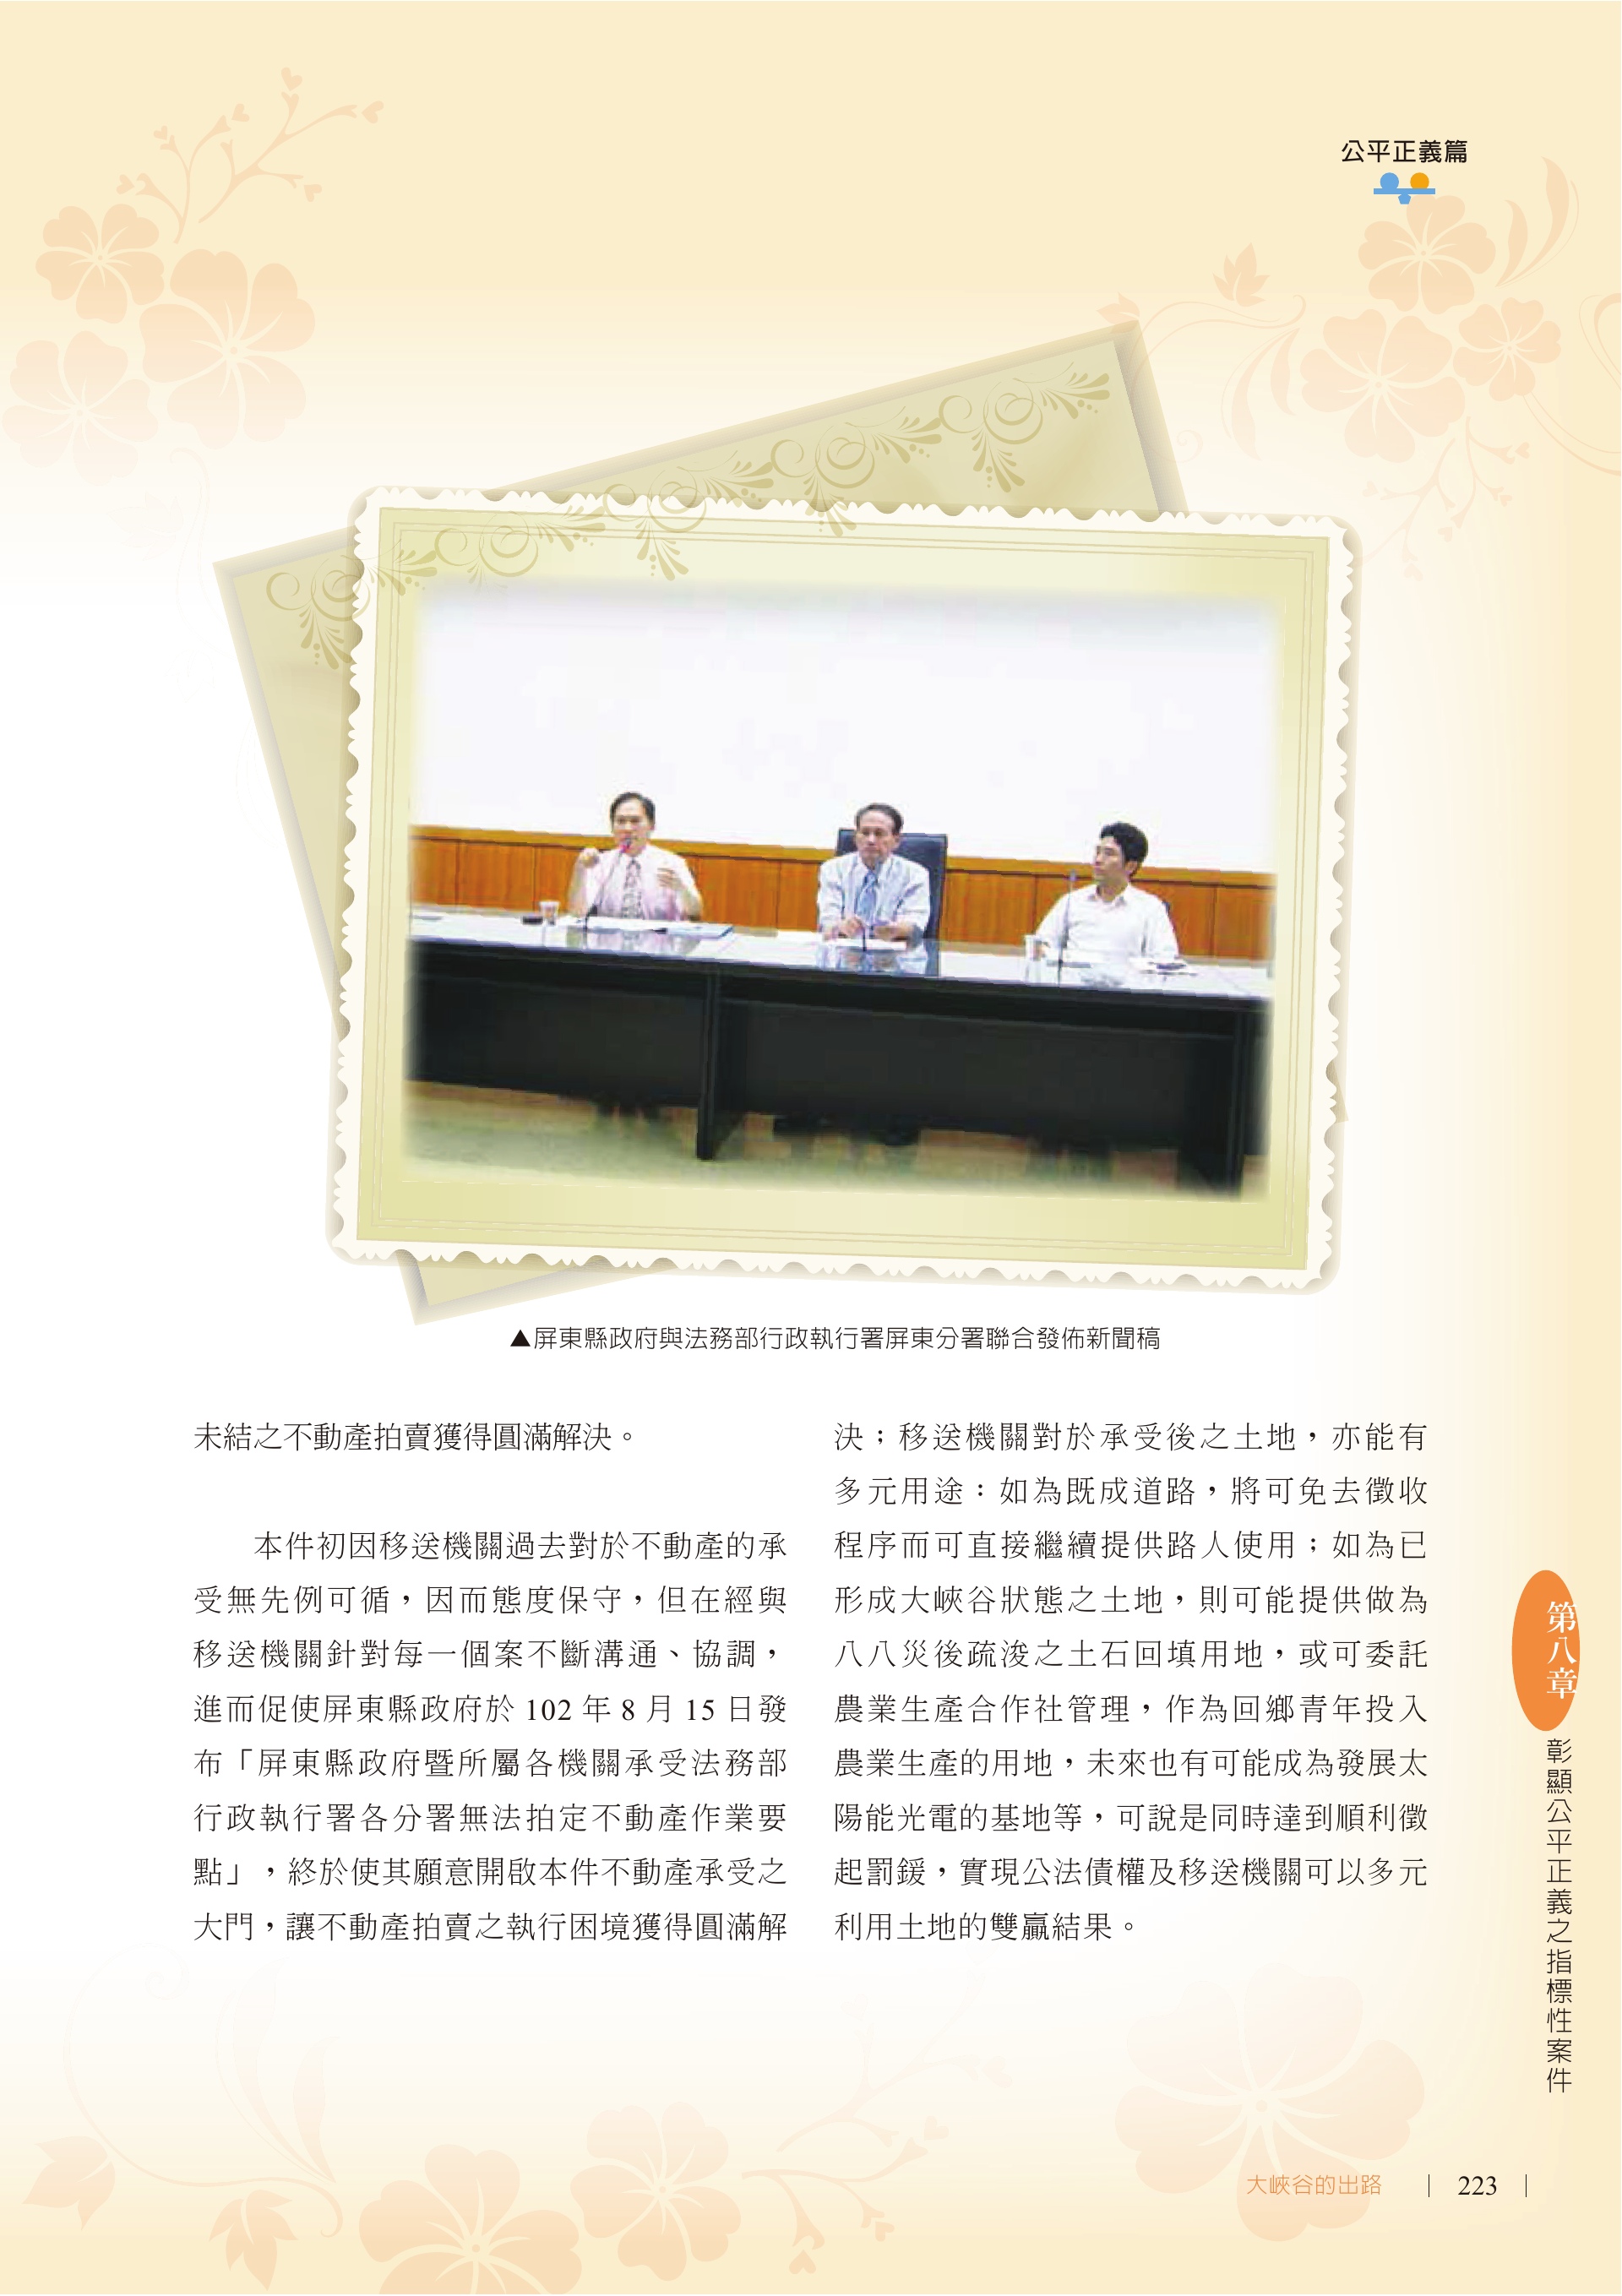 公平正義篇
▲屏東縣政府與法務部行政執行署屏東分署聯合發佈新聞稿
未結之不動產拍賣獲得圓滿解決。
本件初因移送機關過去對於不動產的承
受無先例可循，因而態度保守，但在經與
移送機關針對每一個案不斷溝通、協調，
進而促使屏東縣政府於 102 年 8 月 15 日發
布「屏東縣政府暨所屬各機關承受法務部
行政執行署各分署無法拍定不動產作業要
點」，終於使其願意開啟本件不動產承受之
大門，讓不動產拍賣之執行困境獲得圓滿解
決；移送機關對於承受後之土地，亦能有
多元用途：如為既成道路，將可免去徵收
程序而可直接繼續提供路人使用；如為已
形成大峽谷狀態之土地，則可能提供做為
八八災後疏浚之土石回填用地，或可委託
農業生產合作社管理，作為回鄉青年投入
農業生產的用地，未來也有可能成為發展太
陽能光電的基地等，可說是同時達到順利徵
起罰鍰，實現公法債權及移送機關可以多元
利用土地的雙贏結果。
第八章
彰顯公平正義之指標性案件
大峽谷的出路 | 223 |